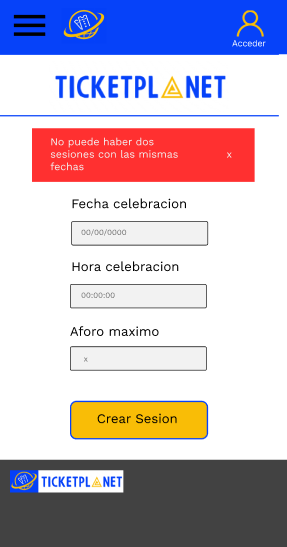 Acceder
TICKETPLANET
No puede haber dos
sesiones con las mismas
fechas
x
Fecha celebracion
00/00/0000
Hora celebracion
00:00:00
Aforo maximo
x
Crear Sesion
TICKETPLANET